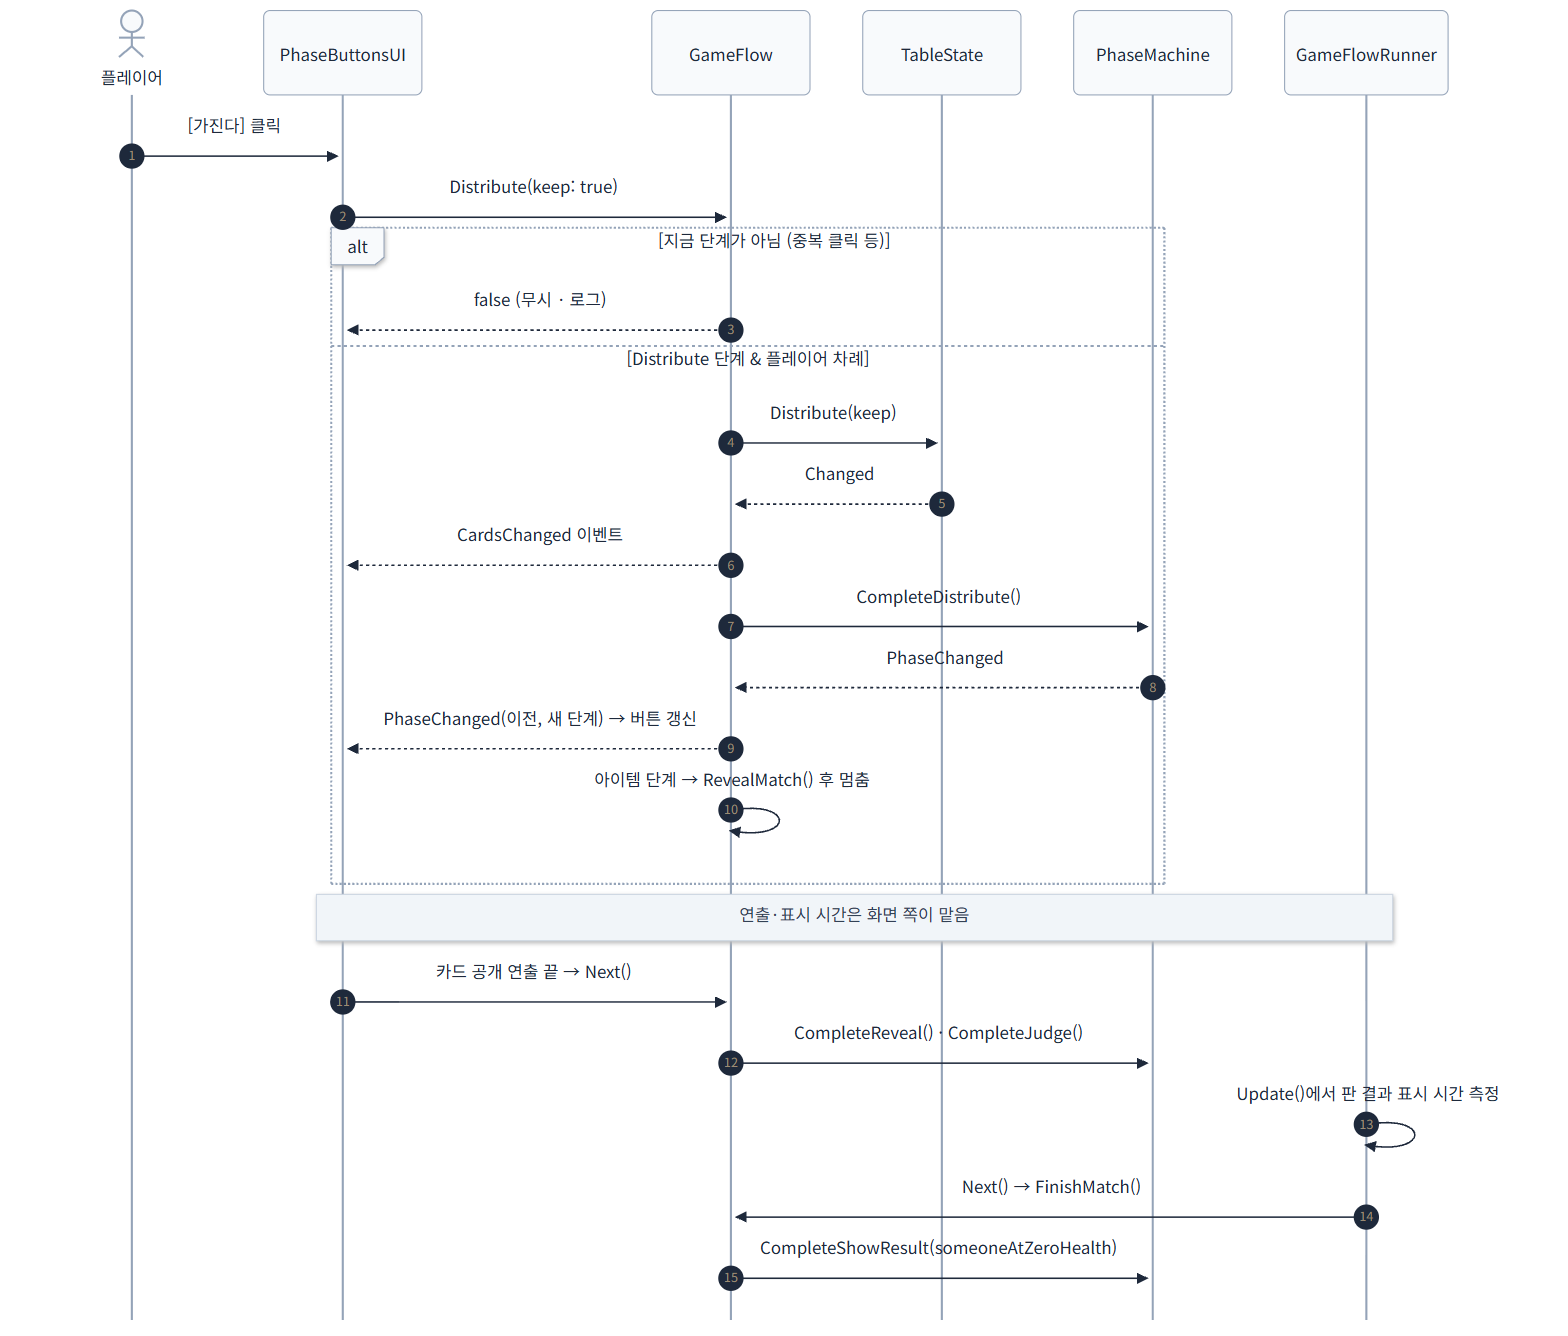 플레이어
PhaseButtonsUI
GameFlow
TableState
PhaseMachine
GameFlowRunner
[가진다] 클릭
1
Distribute(keep: true)
2
alt
[지금 단계가 아님 (중복 클릭 등)]
false (무시 · 로그)
3
[Distribute 단계 & 플레이어 차례]
Distribute(keep)
4
Changed
5
CardsChanged 이벤트
6
CompleteDistribute()
7
PhaseChanged
8
PhaseChanged(이전, 새 단계) → 버튼 갱신
9
아이템 단계 → RevealMatch() 후 멈춤
10
연출·표시 시간은 화면 쪽이 맡음
카드 공개 연출 끝 → Next()
11
CompleteReveal() · CompleteJudge()
12
Update()에서 판 결과 표시 시간 측정
13
Next() → FinishMatch()
14
CompleteShowResult(someoneAtZeroHealth)
15